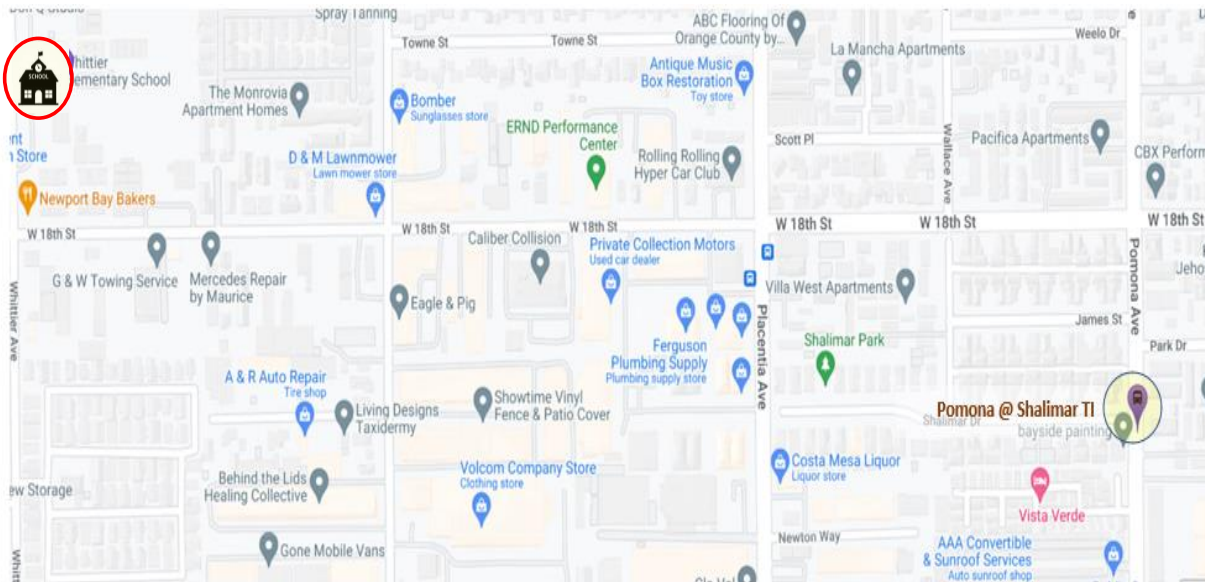 Spray Tanning
SCHOOL
hittier
ementary School
The Monrovia
Apartment Homes
Towne St
Towne St
ABC Flooring Of
Orange County by...
Weelo Dr
La Mancha Apartments
Antique Music
Box Restoration
Toy store
Bomber
Sunglasses store
ERND Performance
Center
Scott Pl
Wallace Ave
Pacifica Apartments
Store
D & M Lawnmower
Lawn mower store
Rolling Rolling
Hyper Car Club
CBX Perform
Newport Bay Bakers
W 18th St
W 18th St
W 18th St
W 18th St
W 18th St
W 18th St
Caliber Collision
Private Collection Motors
Used car dealer
G & W Towing Service
Mercedes Repair
by Maurice
Villa West Apartments
Pomona Ave
Jeho
Whittier Ave
Eagle & Pig
Placentia Ave
James St
Ferguson
Plumbing Supply
Plumbing supply store
Shalimar Park
Park Dr
A & R Auto Repair
Tire shop
Living Designs
Taxidermy
Showtime Vinyl
Fence & Patio Cover
Pomona @ Shalimar TI
Shalimar Dr
bayside painting
Behind the Lids
Healing Collective
Volcom Company Store
Clothing store
Costa Mesa Liquor
Liquor store
ew Storage
Vista Verde
Gone Mobile Vans
Newton Way
AAA Convertible
& Sunroof Services
Auto sunroof shop
Whitt